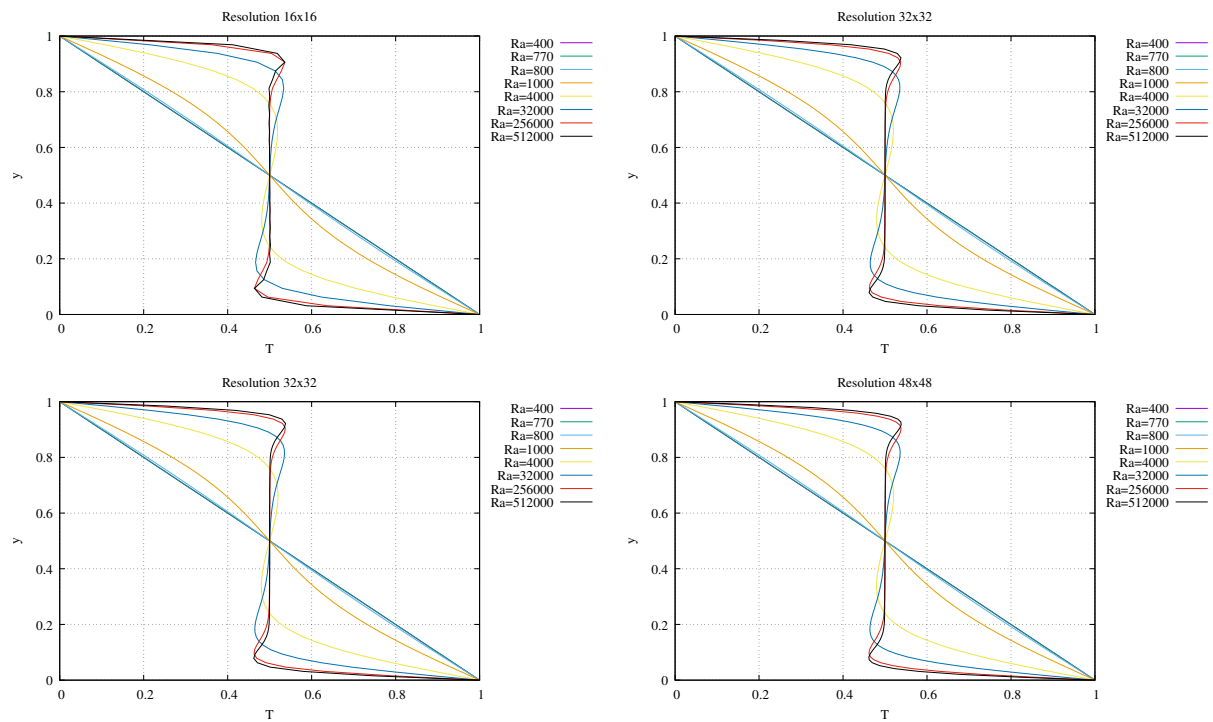 Resolution 16x16
1
0.8
0.6
0.4
0.2
0
y
0
0.2
0.4
0.6
0.8
1
T
Ra=400
Ra=770
Ra=800
Ra=1000
Ra=4000
Ra=32000
Ra=256000
Ra=512000
Resolution 32x32
1
0.8
0.6
0.4
0.2
0
y
0
0.2
0.4
0.6
0.8
1
T
Ra=400
Ra=770
Ra=800
Ra=1000
Ra=4000
Ra=32000
Ra=256000
Ra=512000
Resolution 32x32
1
0.8
0.6
0.4
0.2
0
y
0
0.2
0.4
0.6
0.8
1
T
Ra=400
Ra=770
Ra=800
Ra=1000
Ra=4000
Ra=32000
Ra=256000
Ra=512000
Resolution 48x48
1
0.8
0.6
0.4
0.2
0
y
0
0.2
0.4
0.6
0.8
1
T
Ra=400
Ra=770
Ra=800
Ra=1000
Ra=4000
Ra=32000
Ra=256000
Ra=512000